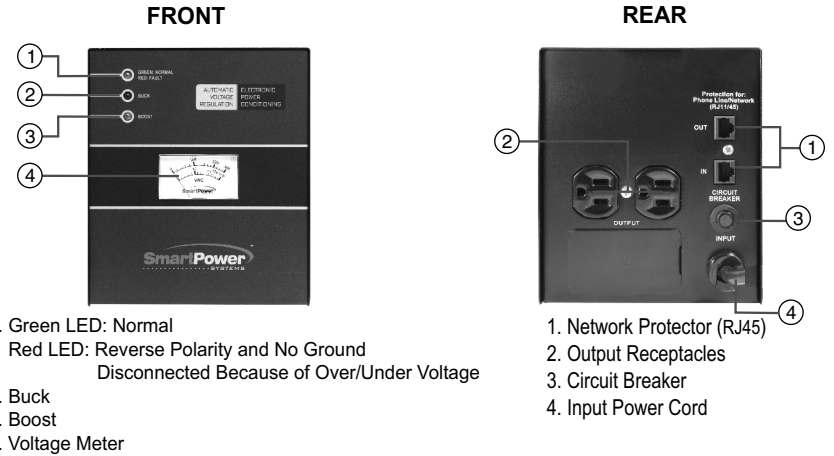 FRONT
1
GREEN: NORMAL
RED: FAULT
2
BUCK
3
BOOST
AUTOMATIC ELECTRONIC
VOLTAGE POWER
REGULATION CONDITIONING
4
VAC
SmartPower
SmartPower
SYSTEMS
. Green LED: Normal
Red LED: Reverse Polarity and No Ground
Disconnected Because of Over/Under Voltage
. Buck
. Boost
. Voltage Meter
REAR
Protection for:
Phone Line/Network
(RJ11/45)
OUT
1
2
IN
CIRCUIT
BREAKER
3
OUTPUT
INPUT
4
1. Network Protector (RJ45)
2. Output Receptacles
3. Circuit Breaker
4. Input Power Cord